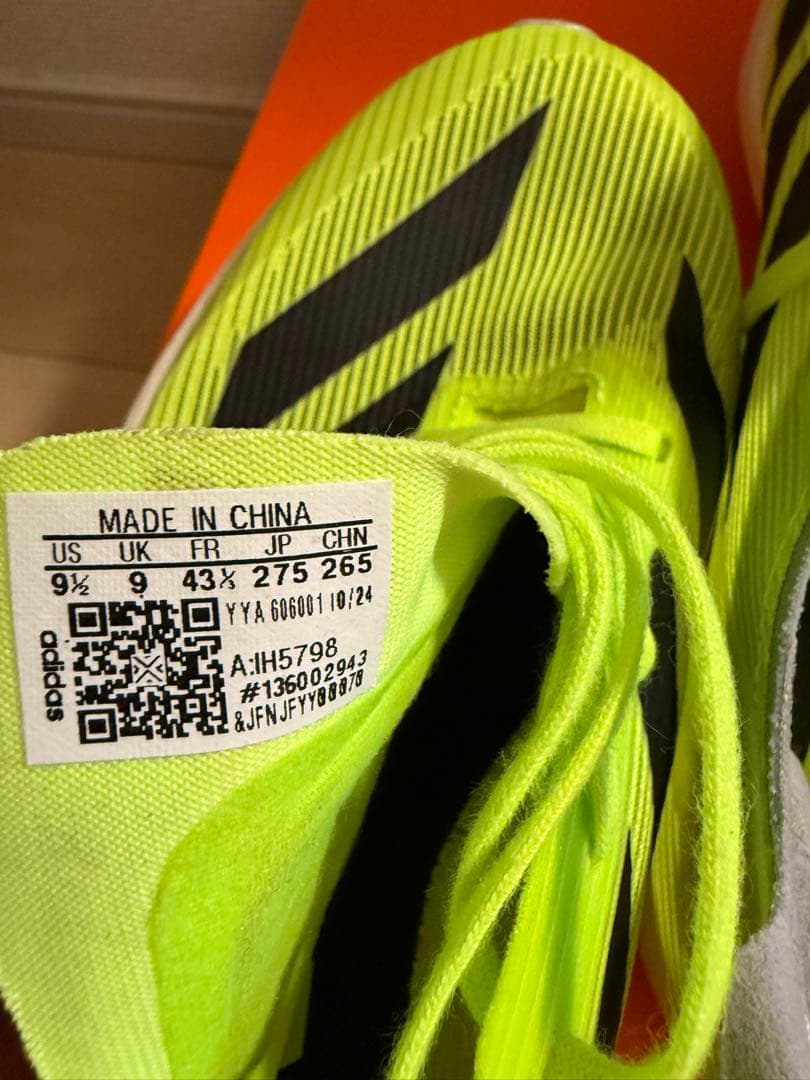 MADE IN CHINA
US UK FR JP CHN
9½ 9 43⅓ 275 265
YYA 606001 10/24
adidas
A:IH5798
#136002943
&JFNJFYY00070